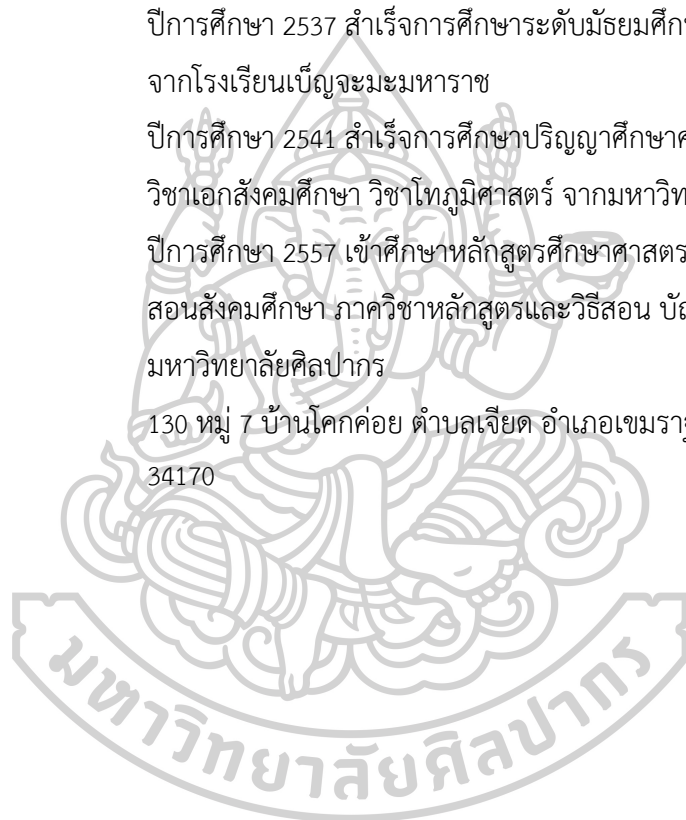 ปีการศึกษา 2537 สำเร็จการศึกษาระดับมัธยมศึก
จากโรงเรียนเบ็ญจะมะมหาราช
ปีการศึกษา 2541 สำเร็จการศึกษาปริญญาศึกษา
วิชาเอกสังคมศึกษา วิชาโทภูมิศาสตร์ จากมหาวิท
ปีการศึกษา 2557 เข้าศึกษาหลักสูตรศึกษาศาสตร
สอนสังคมศึกษา ภาควิชาหลักสูตรและวิธีสอน
มหาวิทยาลัยศิลปากร
130 หมู่ 7 บ้านโคกค่อย ตำบลเจียด อำเภอเขมรา
34170
มหาวิทยาลัยศิลปากร